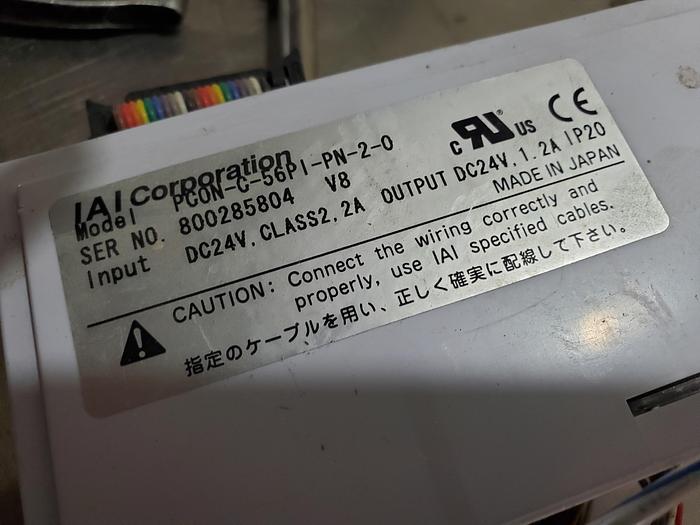 IAI Corporation
Model PCON-C-56PI-PN-2-0
SER NO. 800285804 V8
Input DC24V, CLASS2, 2A OUTPUT DC24V, 1.2A IP20
MADE IN JAPAN
c RU ® US CE
CAUTION: Connect the wiring correctly and
properly, use IAI specified cables.
指定のケーブルを用い、正しく確実に配線して下さい。